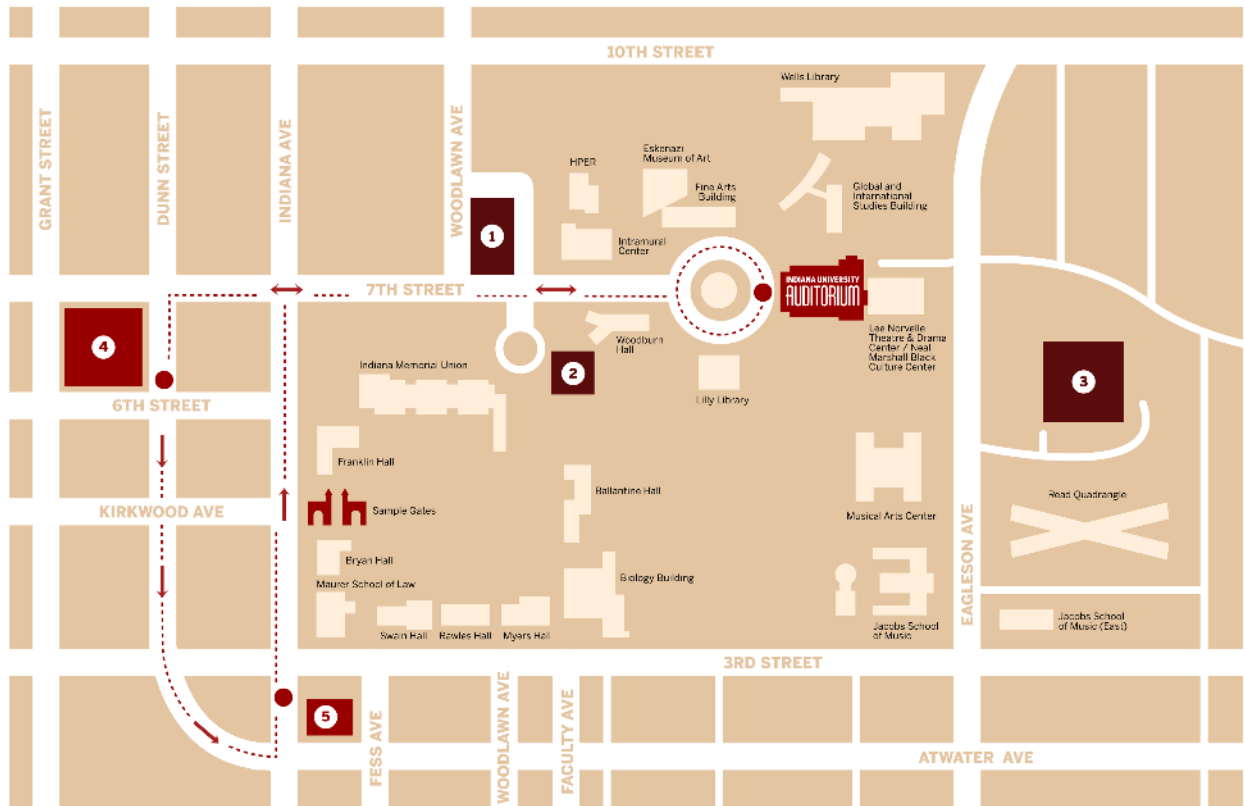 10TH STREET
Wells Library
GRANT STREET
DUNN STREET
INDIANA AVE
WOODLAWN AVE
HPER
Eskenazi
Museum of Art
Fine Arts
Building
Global and
International
Studies Building
1
Intramural
Center
INDIANA UNIVERSITY
AUDITORIUM
7TH STREET
4
Woodburn
Hall
Lee Norvelle
Theatre & Drama
Center / Neal
Marshall Black
Culture Center
Indiana Memorial Union
2
3
6TH STREET
Lilly Library
Franklin Hall
Ballantine Hall
Read Quadrangle
KIRKWOOD AVE
Sample Gates
Musical Arts Center
Bryan Hall
EAGLESON AVE
Maurer School of Law
Biology Building
Swain Hall
Rawles Hall
Myers Hall
Jacobs School
of Music
Jacobs School
of Music (East)
3RD STREET
5
FESS AVE
WOODLAWN AVE
FACULTY AVE
ATWATER AVE